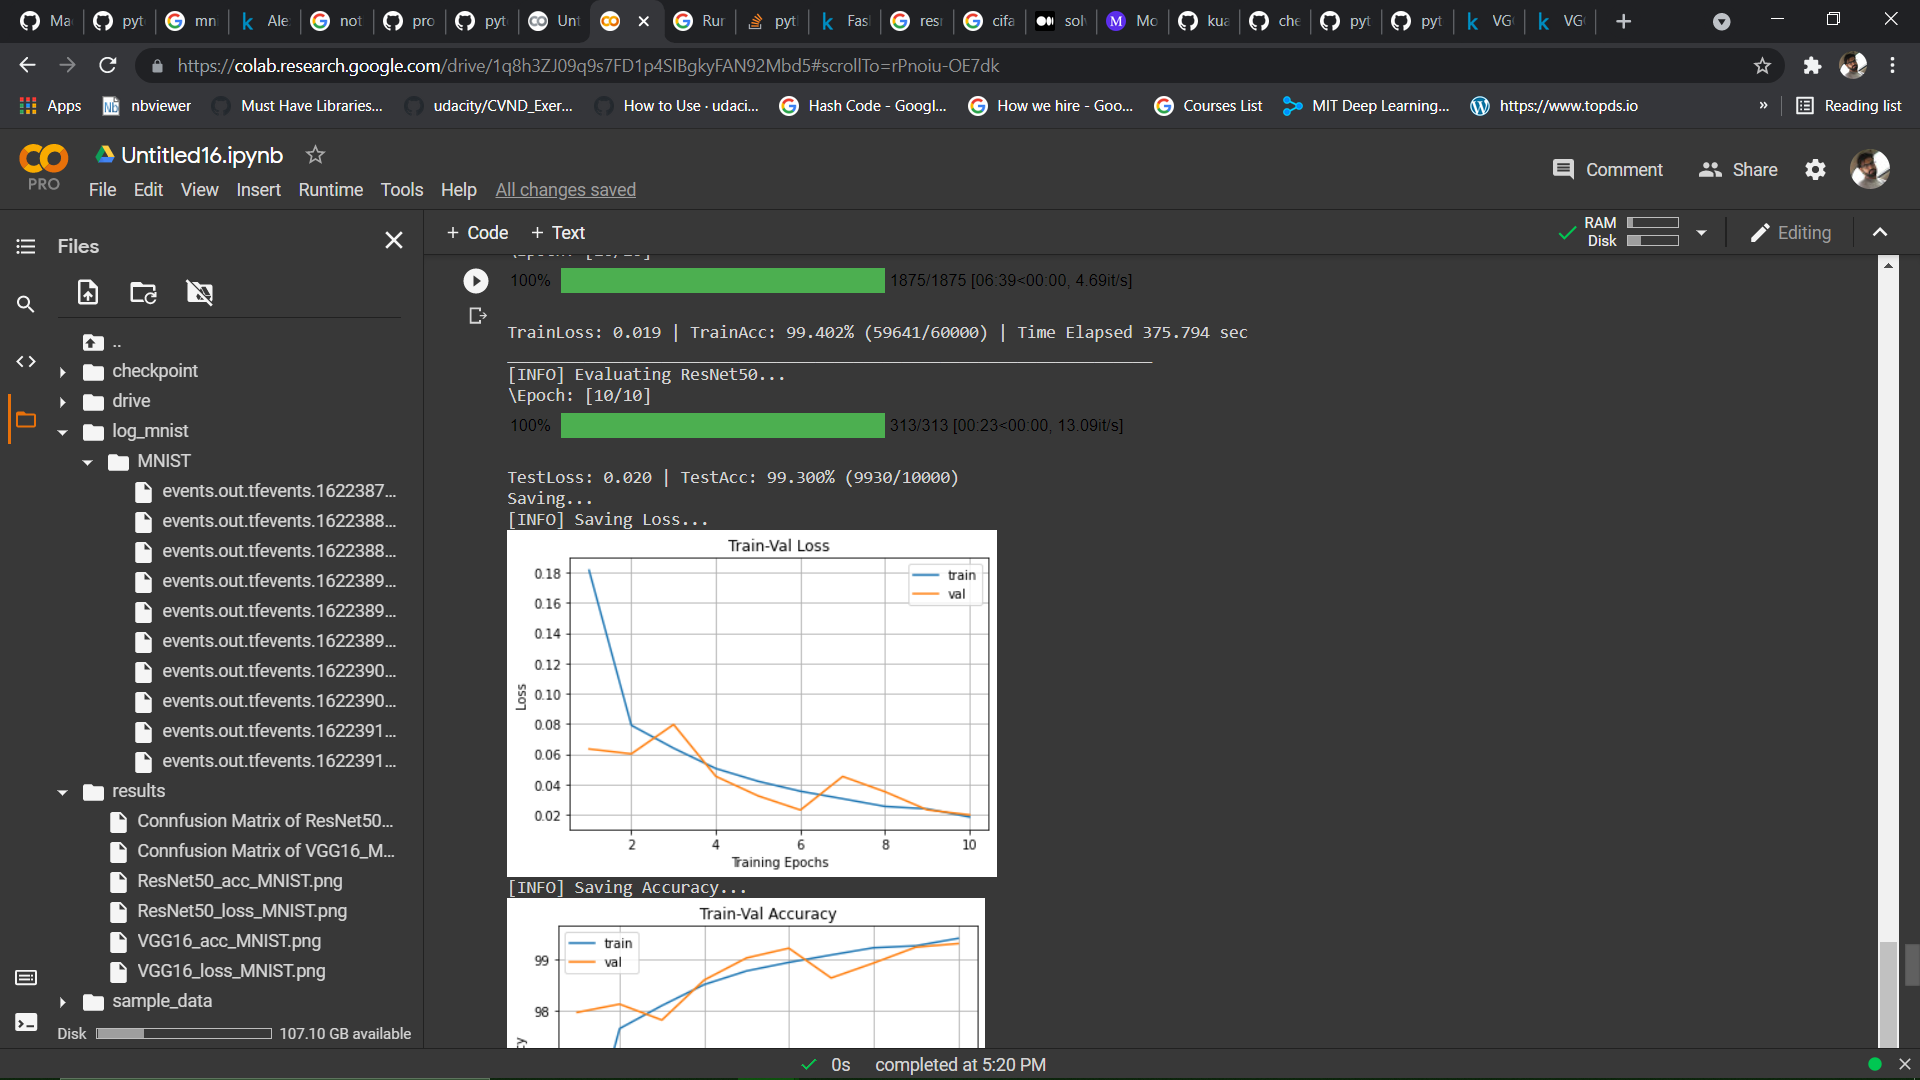 Ma
pyt
mni
Ale
not
pro
pyt
Unt
Rur
pyt
Fas
resr
cifa
solv
Mo
kua
che
pyt
pyt
VG
VG
https://colab.research.google.com/drive/1q8h3ZJ09q9s7FD1p4SIBgkyFAN92Mbd5#scrollTo=rPnoiu-OE7dk
Apps
nbviewer
Must Have Libraries...
udacity/CVND_Exer...
How to Use · udaci...
Hash Code - Googl...
How we hire - Goo...
Courses List
MIT Deep Learning...
https://www.topds.io
»
Reading list
PRO
Untitled16.ipynb
File Edit View Insert Runtime Tools Help All changes saved
Comment
Share
Files
+ Code + Text
RAM
Disk
Editing
..
checkpoint
drive
log_mnist
MNIST
events.out.tfevents.1622387...
events.out.tfevents.1622388...
events.out.tfevents.1622388...
events.out.tfevents.1622389...
events.out.tfevents.1622389...
events.out.tfevents.1622389...
events.out.tfevents.1622390...
events.out.tfevents.1622390...
events.out.tfevents.1622391...
events.out.tfevents.1622391...
results
Connfusion Matrix of ResNet50...
Connfusion Matrix of VGG16_M...
ResNet50_acc_MNIST.png
ResNet50_loss_MNIST.png
VGG16_acc_MNIST.png
VGG16_loss_MNIST.png
sample_data
Disk 107.10 GB available
100% 1875/1875 [06:39<00:00, 4.69it/s]
TrainLoss: 0.019 | TrainAcc: 99.402% (59641/60000) | Time Elapsed 375.794 sec
[INFO] Evaluating ResNet50...
\Epoch: [10/10]
100% 313/313 [00:23<00:00, 13.09it/s]
TestLoss: 0.020 | TestAcc: 99.300% (9930/10000)
Saving...
[INFO] Saving Loss...
Train-Val Loss
train
val
0.18
0.16
0.14
0.12
0.10
0.08
0.06
0.04
0.02
Loss
2 4 6 8 10
Training Epochs
[INFO] Saving Accuracy...
Train-Val Accuracy
train
val
99
98
0s completed at 5:20 PM